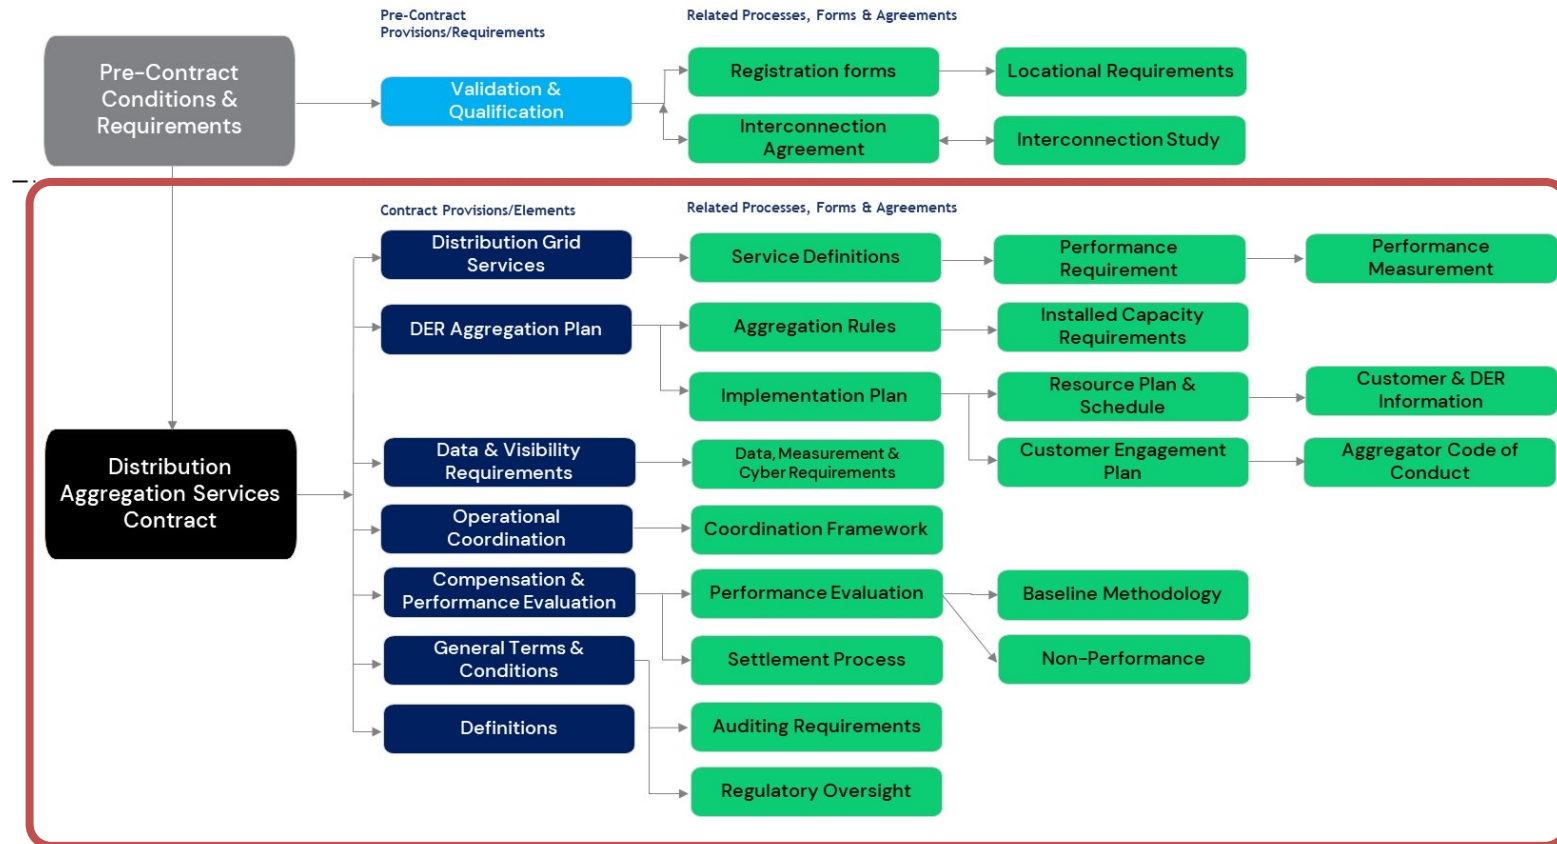 Pre-Contract
Provisions/Requirements
Related Processes, Forms & Agreements
Pre-Contract
Conditions &
Requirements
Validation &
Qualification
Registration forms
Locational Requirements
Interconnection
Agreement
Interconnection Study
Contract Provisions/Elements
Related Processes, Forms & Agreements
Distribution Grid
Services
Service Definitions
Performance
Requirement
Performance
Measurement
DER Aggregation Plan
Aggregation Rules
Installed Capacity
Requirements
Implementation Plan
Resource Plan &
Schedule
Customer & DER
Information
Distribution
Aggregation Services
Contract
Data & Visibility
Requirements
Data, Measurement &
Cyber Requirements
Customer Engagement
Plan
Aggregator Code of
Conduct
Operational
Coordination
Coordination Framework
Compensation &
Performance Evaluation
Performance Evaluation
Baseline Methodology
General Terms &
Conditions
Settlement Process
Non-Performance
Definitions
Auditing Requirements
Regulatory Oversight